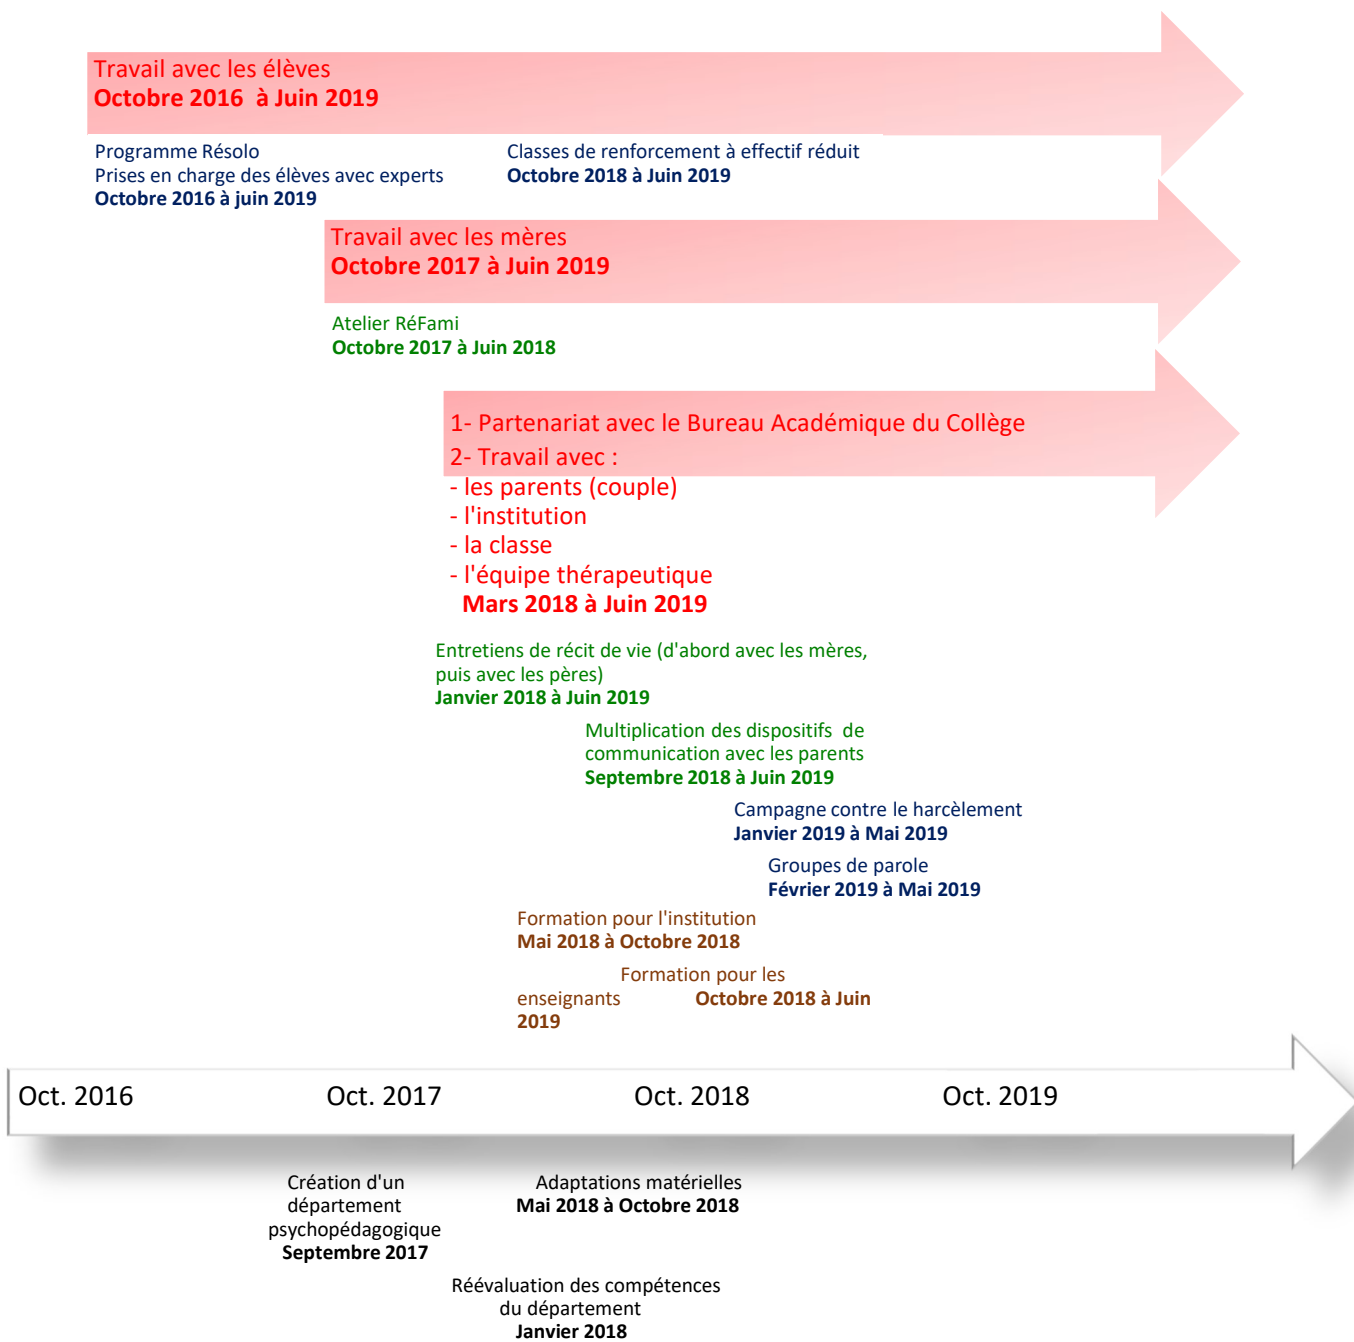 Travail avec les élèves
Octobre 2016 à Juin 2019
Programme Résolo
Prises en charge des élèves avec experts
Octobre 2016 à juin 2019
Classes de renforcement à effectif réduit
Octobre 2018 à Juin 2019
Travail avec les mères
Octobre 2017 à Juin 2019
Atelier RéFami
Octobre 2017 à Juin 2018
1- Partenariat avec le Bureau Académique du Collège
2- Travail avec :
- les parents (couple)
- l'institution
- la classe
- l'équipe thérapeutique
Mars 2018 à Juin 2019
Entretiens de récit de vie (d'abord avec les mères,
puis avec les pères)
Janvier 2018 à Juin 2019
Multiplication des dispositifs de
communication avec les parents
Septembre 2018 à Juin 2019
Campagne contre le harcèlement
Janvier 2019 à Mai 2019
Groupes de parole
Février 2019 à Mai 2019
Formation pour l'institution
Mai 2018 à Octobre 2018
Formation pour les
enseignants Octobre 2018 à Juin
2019
Oct. 2016 Oct. 2017 Oct. 2018 Oct. 2019
Création d'un
département
psychopédagogique
Septembre 2017
Adaptations matérielles
Mai 2018 à Octobre 2018
Réévaluation des compétences
du département
Janvier 2018